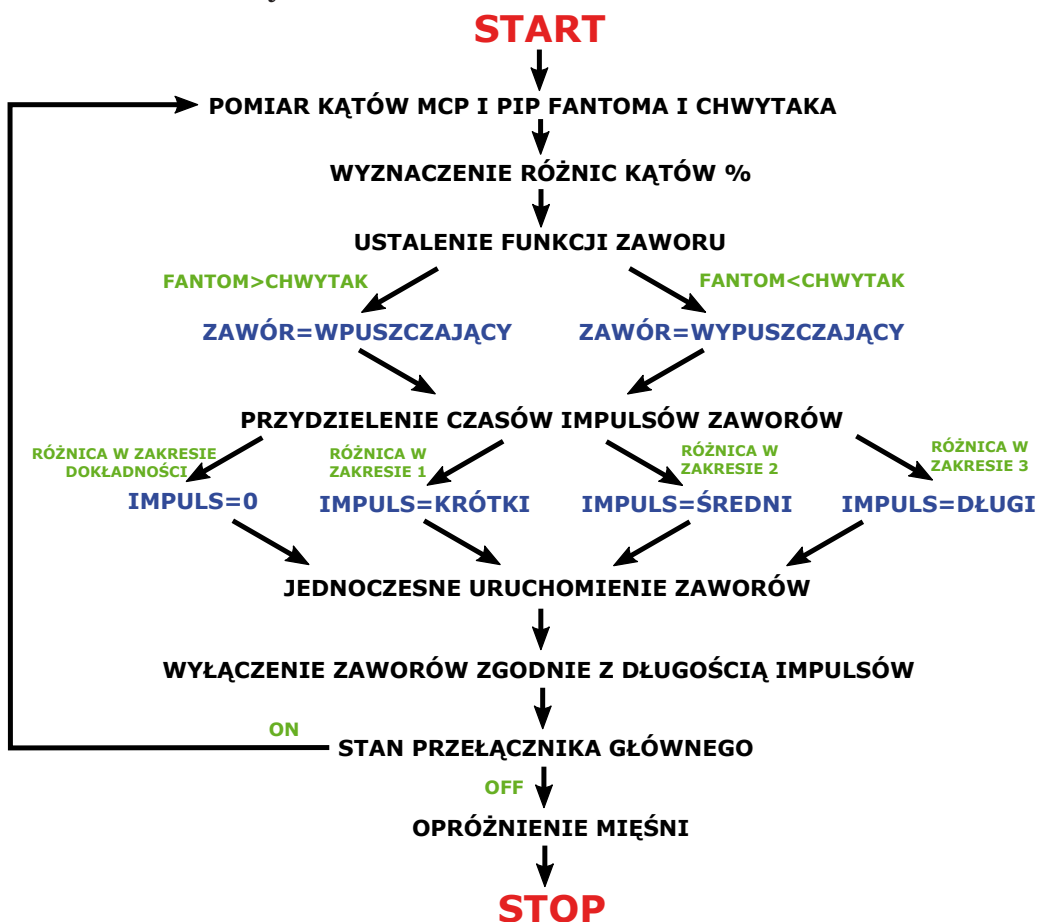 START
POMIAR KĄTÓW MCP I PIP FANTOMA I CHWYTAKA
WYZNACZENIE RÓŻNIC KĄTÓW %
USTALENIE FUNKCJI ZAWORU
FANTOM>CHWYTAK
FANTOM<CHWYTAK
ZAWÓR=WPUSZCZAJĄCY
ZAWÓR=WYPUSZCZAJĄCY
PRZYDZIELENIE CZASÓW IMPULSÓW ZAWORÓW
RÓŻNICA W ZAKRESIE
DOKŁADNOŚCI
RÓŻNICA W
ZAKRESIE 1
RÓŻNICA W
ZAKRESIE 2
RÓŻNICA W
ZAKRESIE 3
IMPULS=0
IMPULS=KRÓTKI
IMPULS=ŚREDNI
IMPULS=DŁUGI
JEDNOCZESNE URUCHOMIENIE ZAWORÓW
WYŁĄCZENIE ZAWORÓW ZGODNIE Z DŁUGOŚCIĄ IMPULSÓW
ON
STAN PRZEŁĄCZNIKA GŁÓWNEGO
OFF
OPRÓŻNIENIE MIĘŚNI
STOP